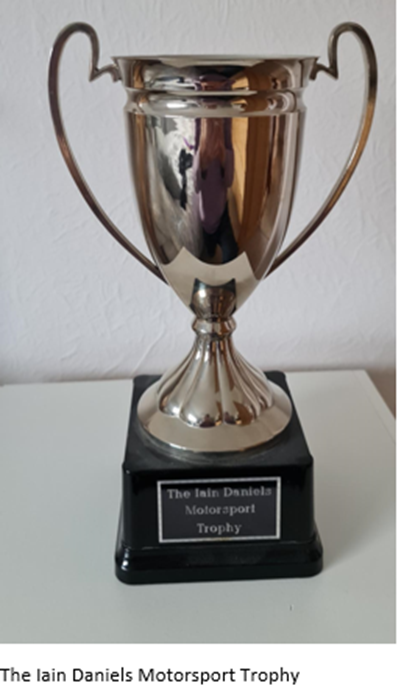 The Iain Daniels
Motorsport
Trophy
The Iain Daniels Motorsport Trophy